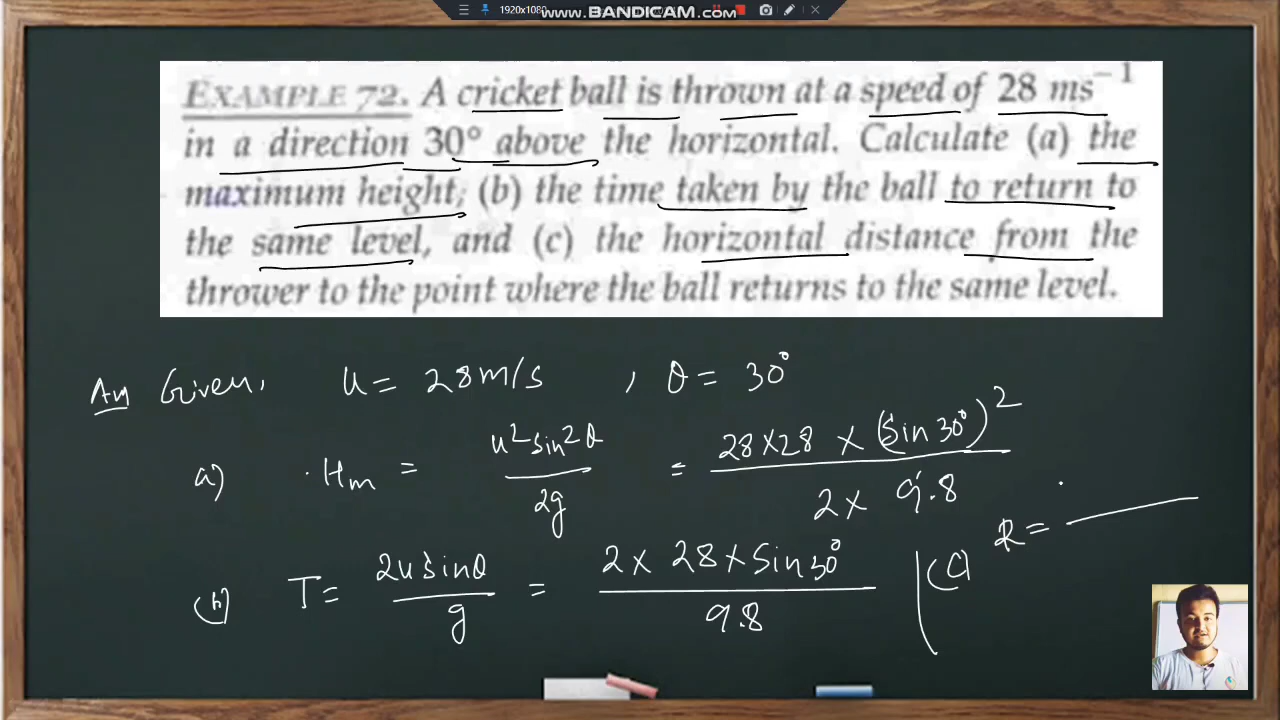 1920x1080
www.BANDICAM.com
EXAMPLE 72. A cricket ball is thrown at a speed of 28 ms⁻¹
in a direction 30° above the horizontal. Calculate (a) the
maximum height, (b) the time taken by the ball to return to
the same level, and (c) the horizontal distance from the
thrower to the point where the ball returns to the same level.
Given, u = 28m/s , θ = 30°
a) Hm = u² sin²θ / 2g = 28×28 × (Sin 30°)² / 2× 9.8
(b) T = 2u sinθ / g = 2× 28× Sin 30° / 9.8
R =